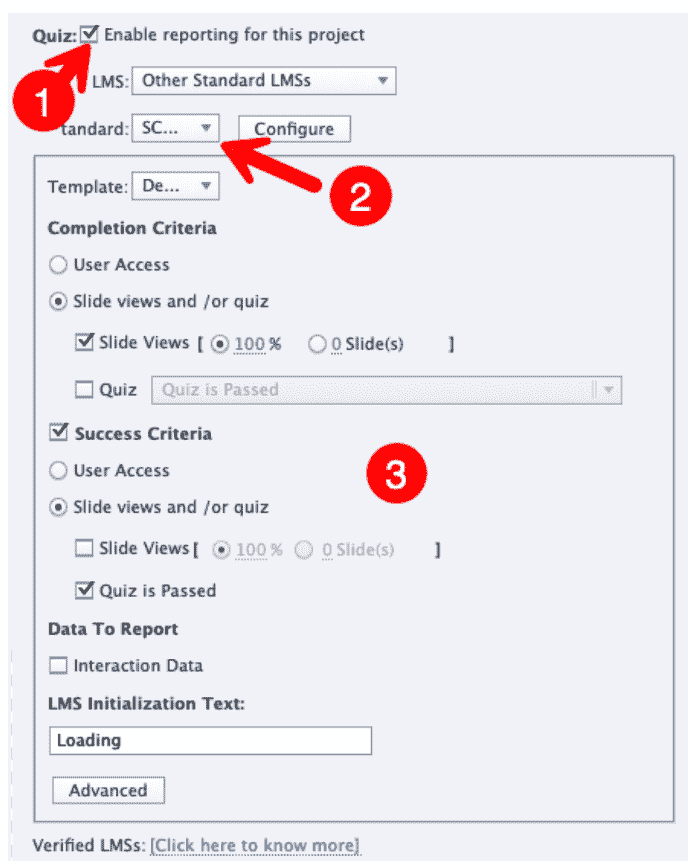 Quiz: Enable reporting for this project
1 LMS: Other Standard LMSs
tandard: SC... Configure
2
Template: De...
Completion Criteria
User Access
Slide views and /or quiz
Slide Views [ 100 % 0 Slide(s) ]
Quiz Quiz is Passed
Success Criteria
User Access
3
Slide views and /or quiz
Slide Views [ 100 % 0 Slide(s) ]
Quiz is Passed
Data To Report
Interaction Data
LMS Initialization Text:
Loading
Advanced
Verified LMSs: [Click here to know more]